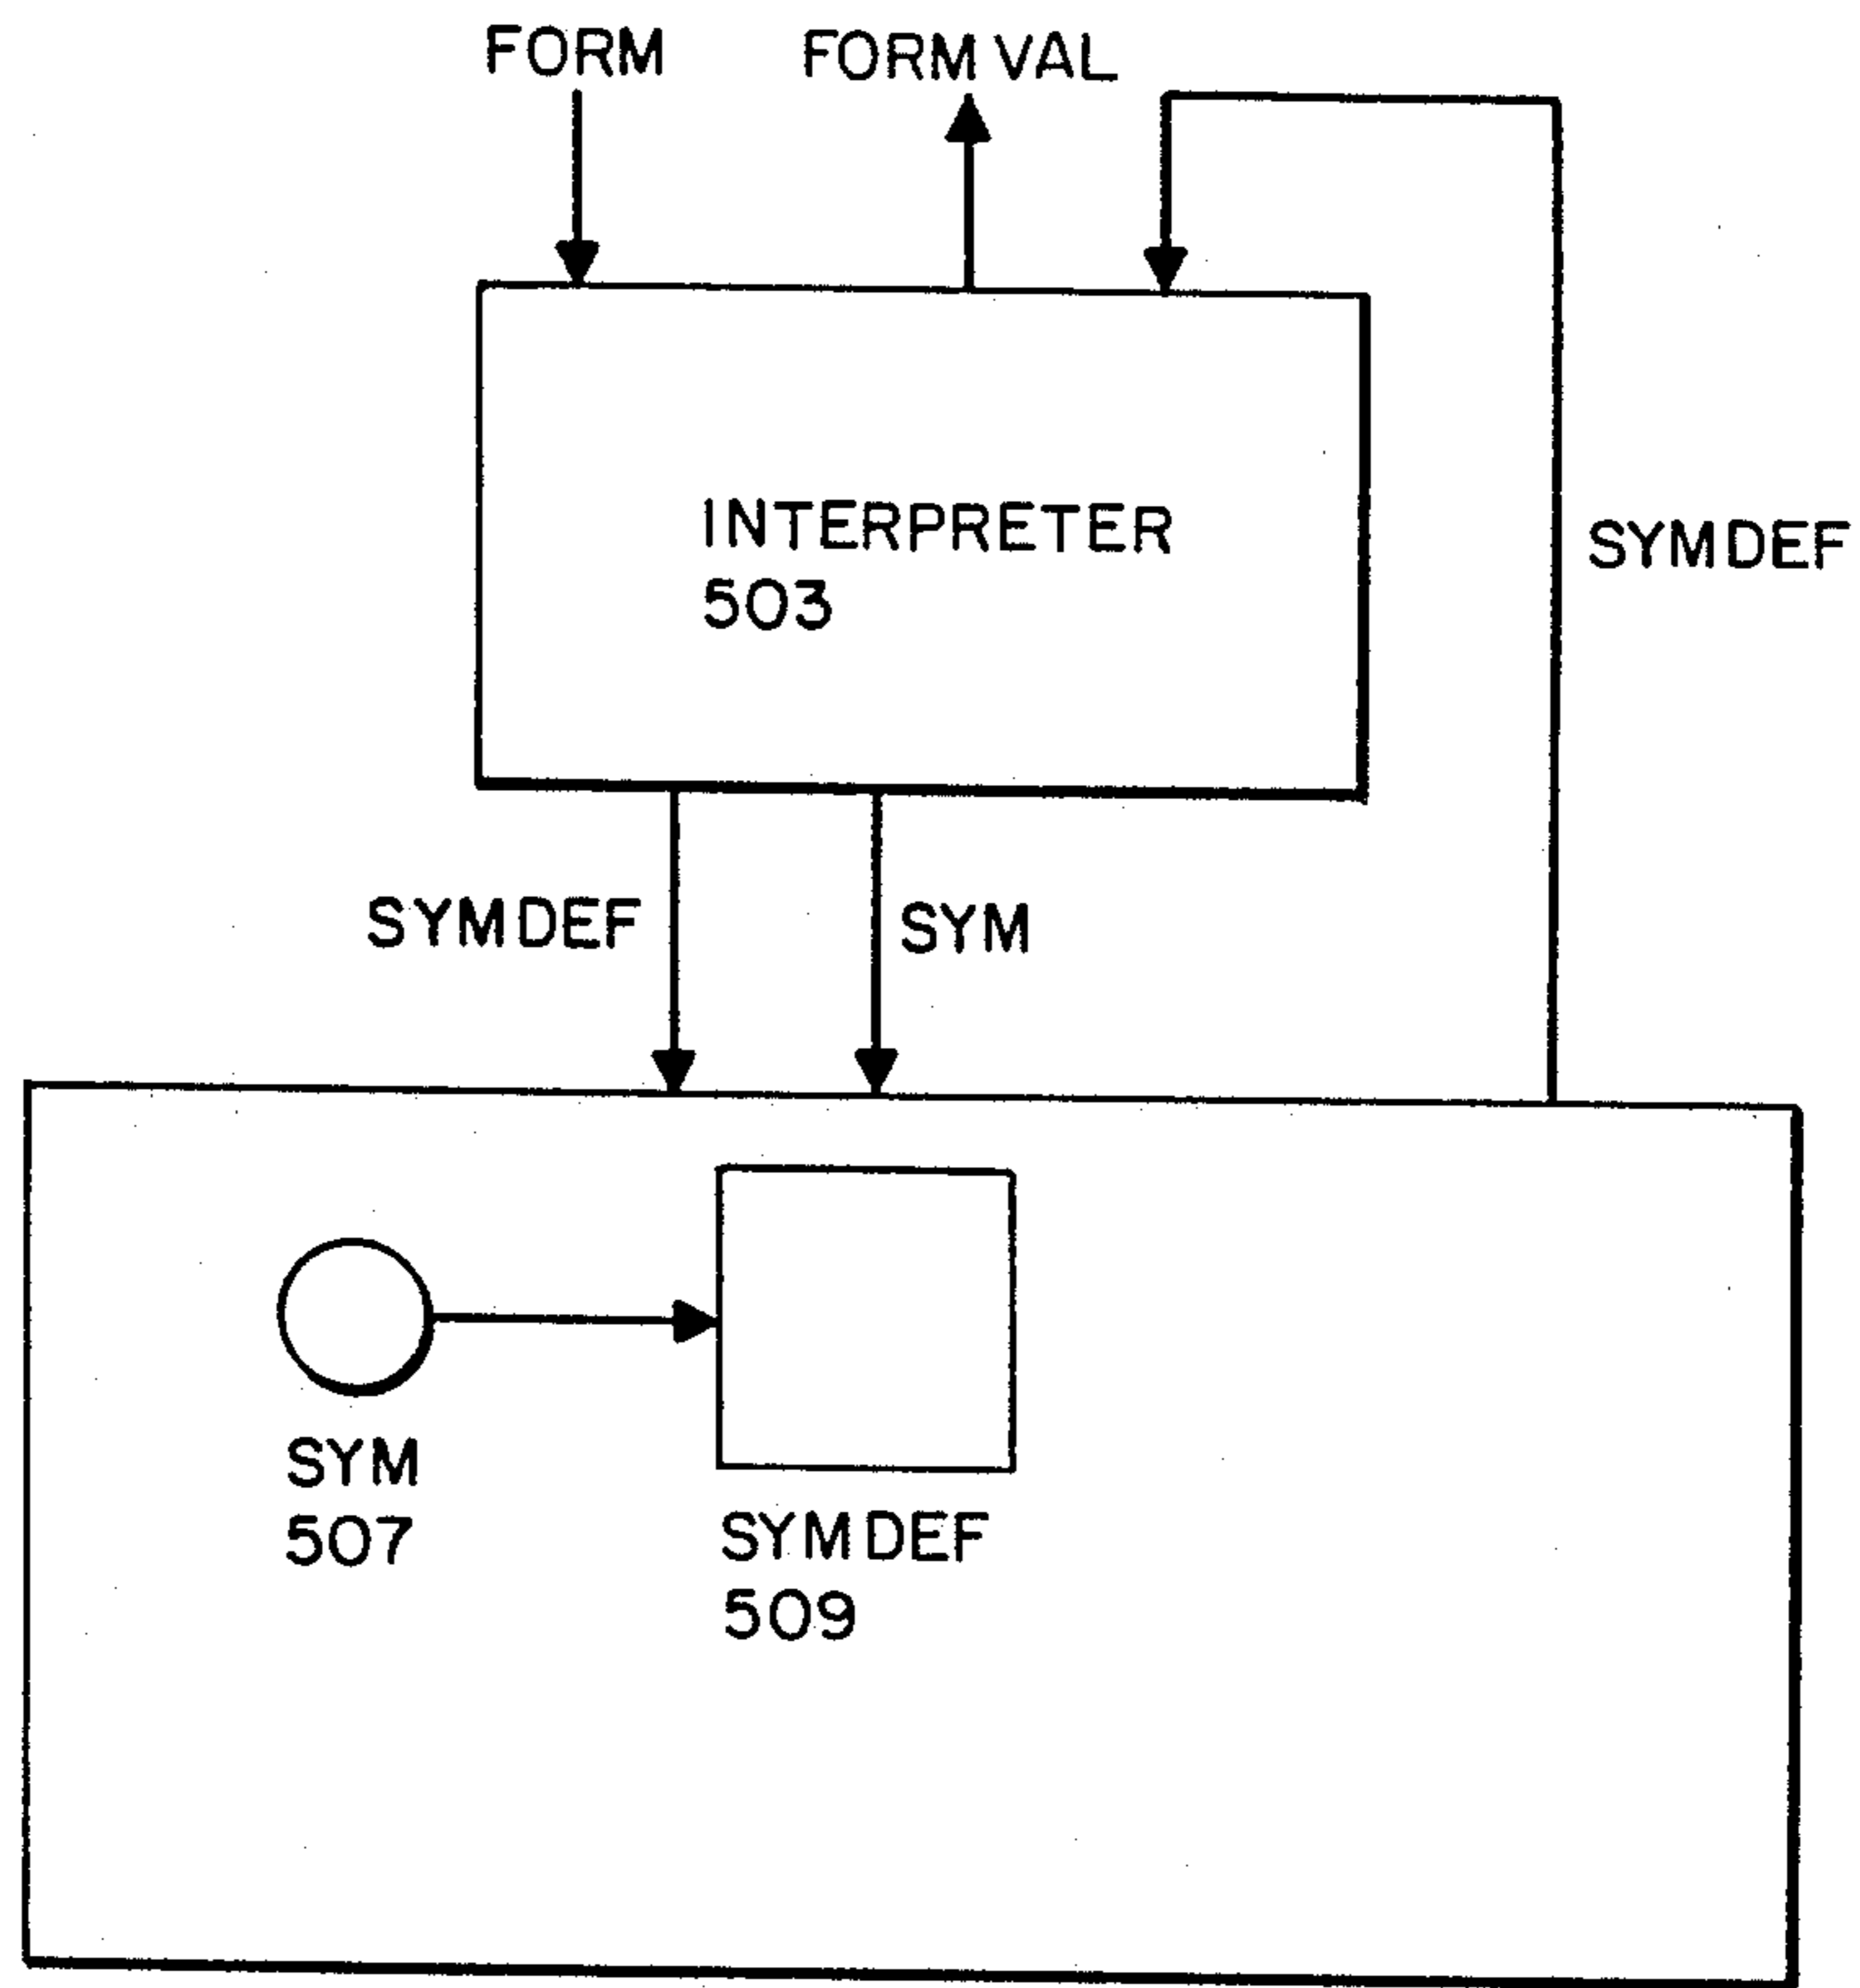 FORM
FORM VAL
INTERPRETER
503
SYMDEF
SYMDEF
SYM
SYM
507
SYMDEF
509